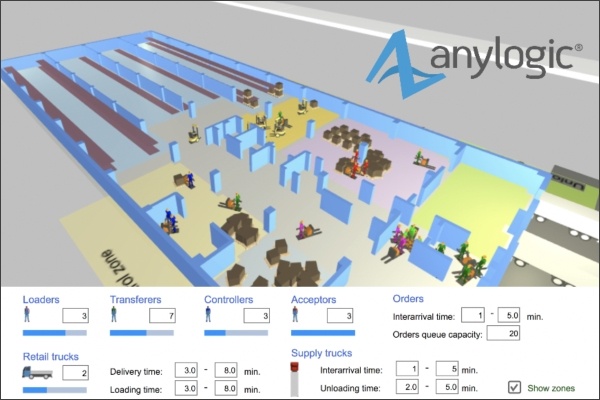 anylogic®
rol zone
Loaders
3
Transferers
7
Controllers
3
Acceptors
3
Orders
Interarrival time: 1 - 5.0 min.
Orders queue capacity: 20
Retail trucks
2
Delivery time: 3.0 - 8.0 min.
Loading time: 3.0 - 8.0 min.
Supply trucks
Interarrival time: 1 - 5 min.
Unloading time: 2.0 - 5.0 min.
Show zones